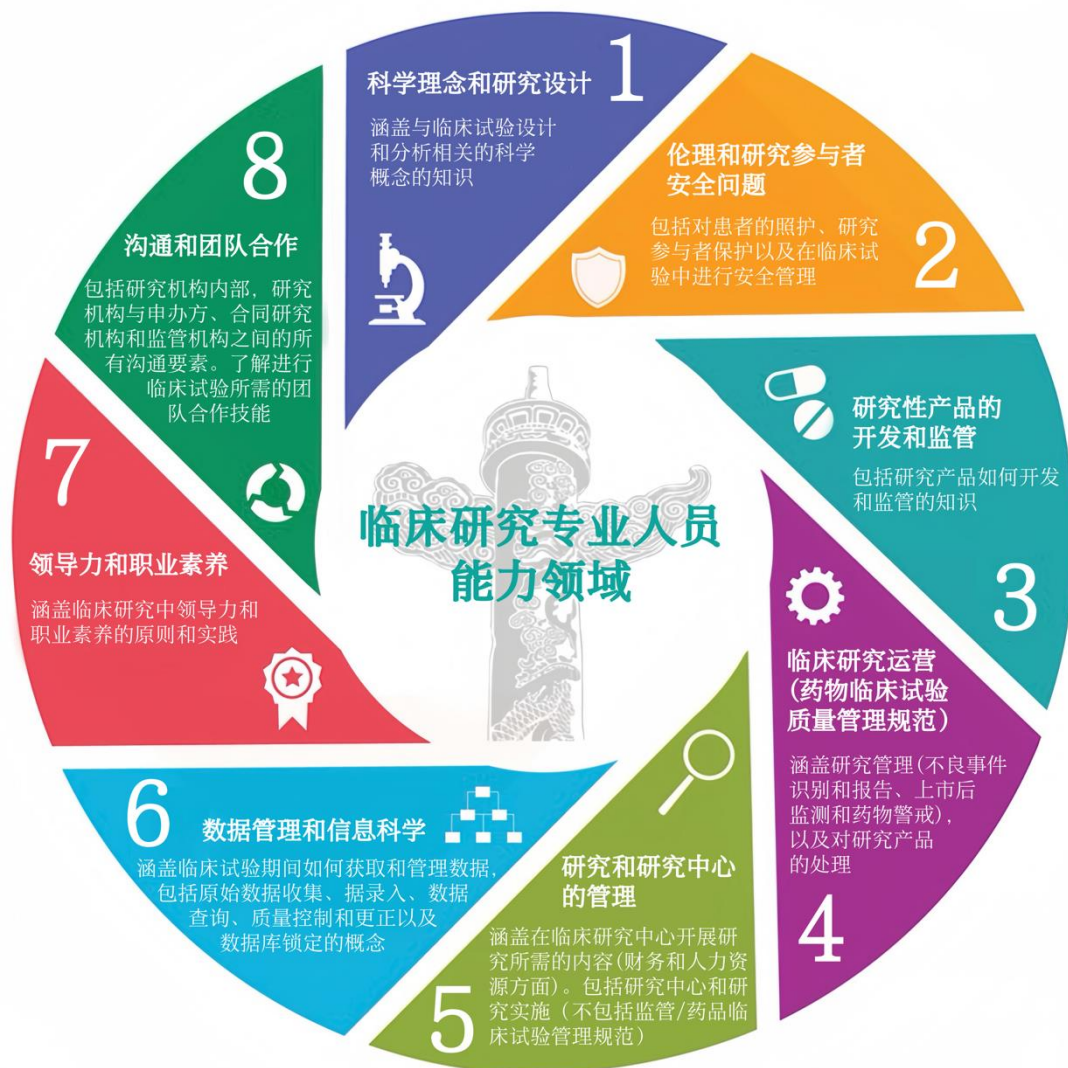 临床研究专业人员
能力领域
1
科学理念和研究设计
涵盖与临床试验设计
和分析相关的科学
概念的知识
2
伦理和研究参与者
安全问题
包括对患者的照护、研究
参与者保护以及在临床试
验中进行安全管理
3
研究性产品的
开发和监管
包括研究产品如何开发
和监管的知识
4
临床研究运营
(药物临床试验
质量管理规范)
涵盖研究管理(不良事件
识别和报告、上市后
监测和药物警戒),
以及对研究产品
的处理
5
研究和研究中心
的管理
涵盖在临床研究中心开展研
究所需的内容(财务和人力资
源方面)。包括研究中心和研
究实施（不包括监管/药品临
床试验管理规范）
6
数据管理和信息科学
涵盖临床试验期间如何获取和管理数据,
包括原始数据收集、据录入、数据
查询、质量控制和更正以及
数据库锁定的概念
7
领导力和职业素养
涵盖临床研究中领导力和
职业素养的原则和实践
8
沟通和团队合作
包括研究机构内部, 研究
机构与申办方、合同研究
机构和监管机构之间的所
有沟通要素。了解进行
临床试验所需的团
队合作技能